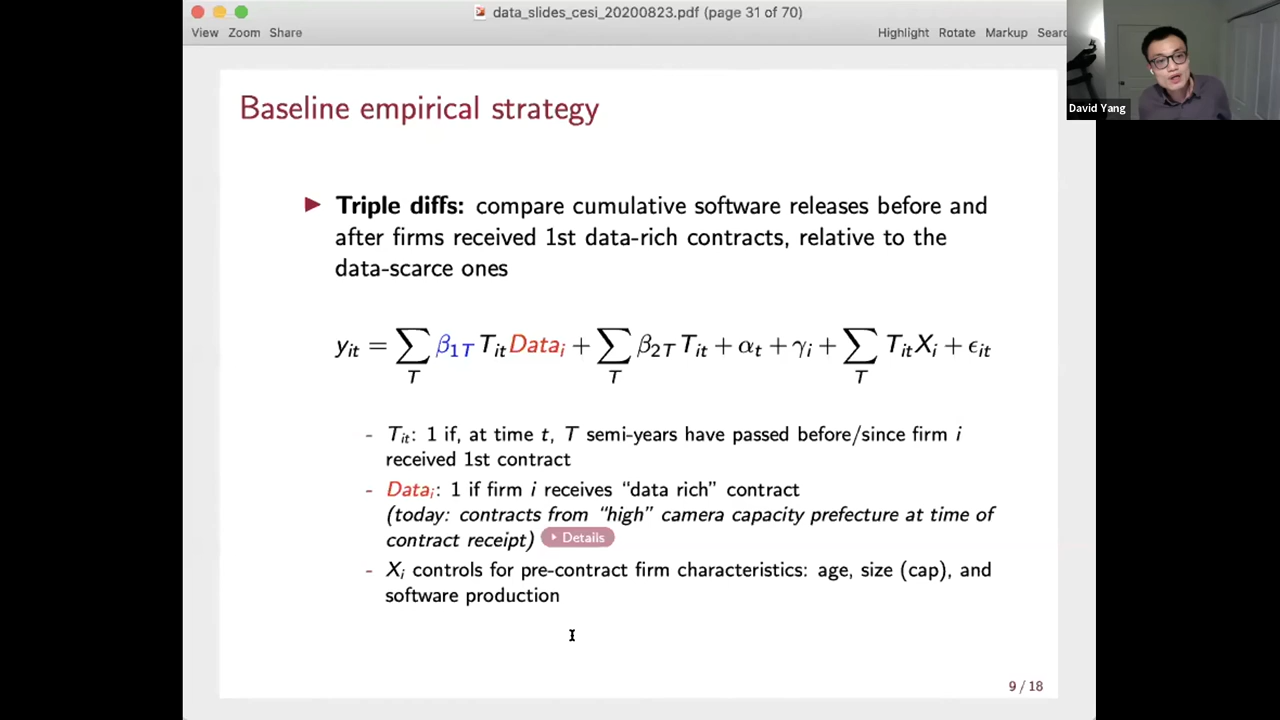 data_slides_cesi_20200823.pdf (page 31 of 70)
View Zoom Share Highlight Rotate Markup
David Yang
Baseline empirical strategy
Triple diffs: compare cumulative software releases before and
after firms received 1st data-rich contracts, relative to the
data-scarce ones
y_it = ∑_T β_1T T_it Data_i + ∑_T β_2T T_it + α_t + γ_i + ∑_T T_it X_i + ϵ_it
- T_it: 1 if, at time t, T semi-years have passed before/since firm i
received 1st contract
- Data_i: 1 if firm i receives “data rich” contract
(today: contracts from “high” camera capacity prefecture at time of
contract receipt) Details
- X_i controls for pre-contract firm characteristics: age, size (cap), and
software production
9 / 18